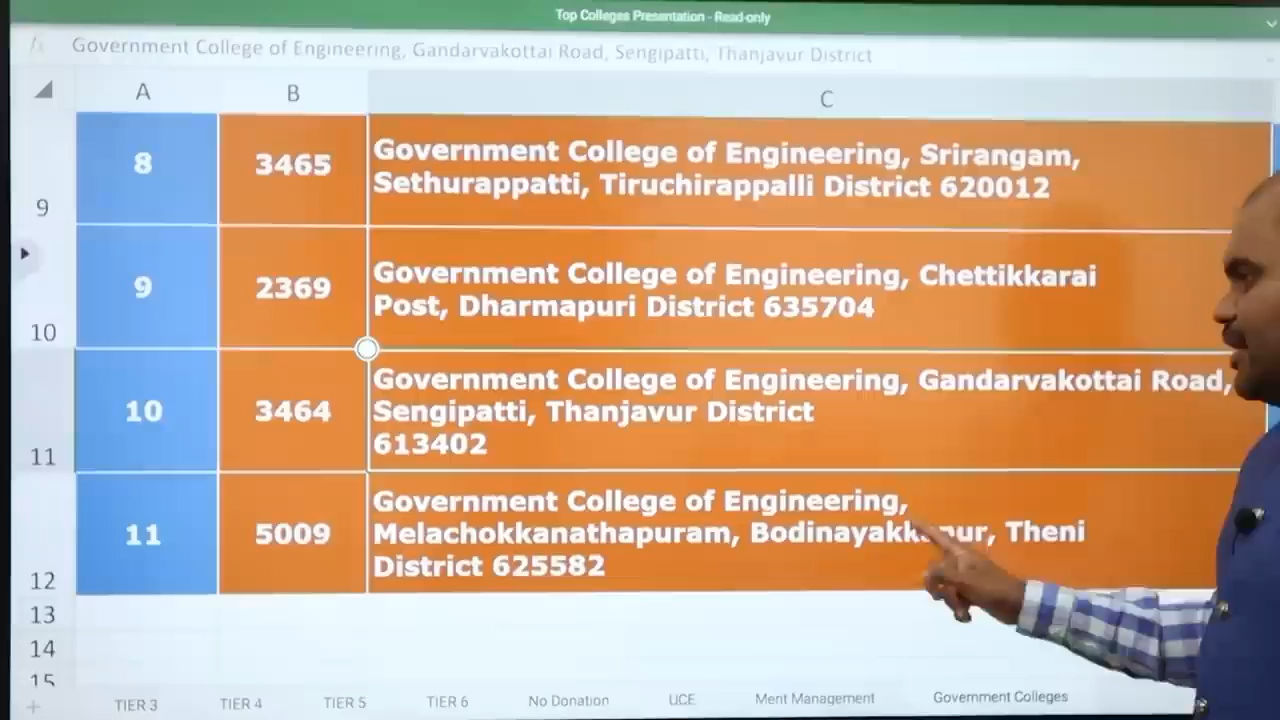 Top Colleges Presentation - Read-only
fx Government College of Engineering, Gandarvakottai Road, Sengipatti, Thanjavur District
A B C
9 8 3465 Government College of Engineering, Srirangam,
Sethurappatti, Tiruchirappalli District 620012
10 9 2369 Government College of Engineering, Chettikkarai
Post, Dharmapuri District 635704
11 10 3464 Government College of Engineering, Gandarvakottai Road,
Sengipatti, Thanjavur District
613402
12 11 5009 Government College of Engineering,
Melachokkanathapuram, Theni
District 625582
13
14
15
+ TIER 3 TIER 4 TIER 5 TIER 6 No Donation UCE Merit Management Government Colleges